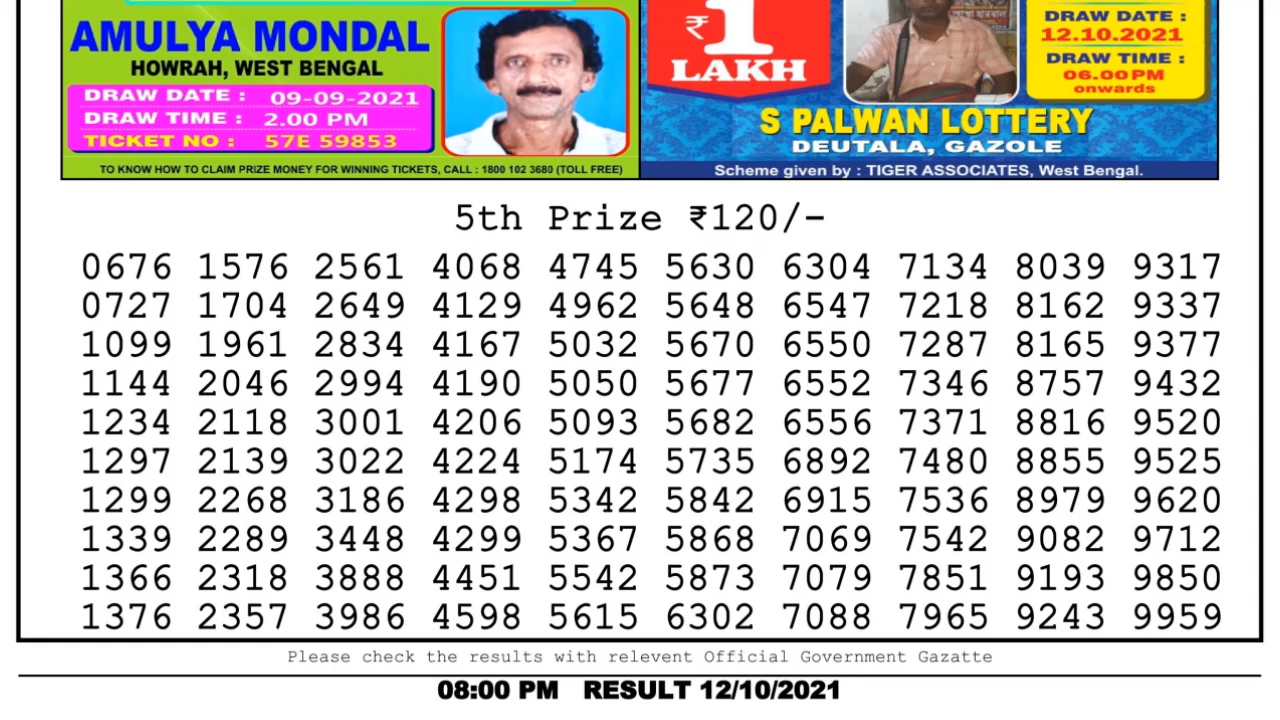 AMULYA MONDAL
HOWRAH, WEST BENGAL
DRAW DATE : 09-09-2021
DRAW TIME : 2.00 PM
TICKET NO : 57E 59853
TO KNOW HOW TO CLAIM PRIZE MONEY FOR WINNING TICKETS, CALL : 1800 102 3680 (TOLL FREE)
₹1
LAKH
DRAW DATE :
12.10.2021
DRAW TIME :
06.00 PM
onwards
S PALWAN LOTTERY
DEUTALA, GAZOLE
Scheme given by : TIGER ASSOCIATES, West Bengal.
5th Prize ₹120/-
0676 1576 2561 4068 4745 5630 6304 7134 8039 9317
0727 1704 2649 4129 4962 5648 6547 7218 8162 9337
1099 1961 2834 4167 5032 5670 6550 7287 8165 9377
1144 2046 2994 4190 5050 5677 6552 7346 8757 9432
1234 2118 3001 4206 5093 5682 6556 7371 8816 9520
1297 2139 3022 4224 5174 5735 6892 7480 8855 9525
1299 2268 3186 4298 5342 5842 6915 7536 8979 9620
1339 2289 3448 4299 5367 5868 7069 7542 9082 9712
1366 2318 3888 4451 5542 5873 7079 7851 9193 9850
1376 2357 3986 4598 5615 6302 7088 7965 9243 9959
Please check the results with relevent Official Government Gazatte
08:00 PM RESULT 12/10/2021